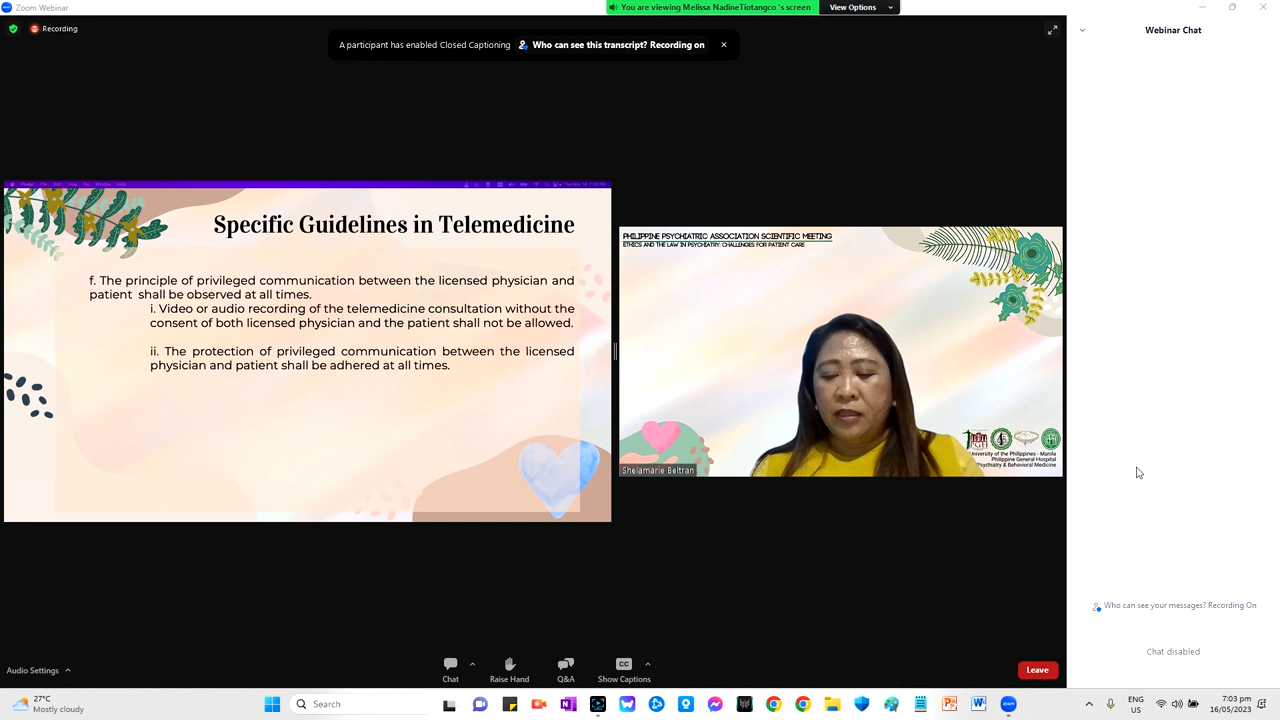 Zoom Webinar
You are viewing Melissa NadineTiotangco 's screen
View Options
Recording
A participant has enabled Closed Captioning
Who can see this transcript? Recording on
Webinar Chat
Specific Guidelines in Telemedicine
f. The principle of privileged communication between the licensed physician and
patient shall be observed at all times.
i. Video or audio recording of the telemedicine consultation without the
consent of both licensed physician and the patient shall not be allowed.
ii. The protection of privileged communication between the licensed
physician and patient shall be adhered at all times.
PHILIPPINE PSYCHIATRIC ASSOCIATION SCIENTIFIC MEETING
ETHICS AND THE LAW IN PSYCHIATRY: CHALLENGES FOR PATIENT CARE
University of the Philippines - Manila
Philippine General Hospital
Psychiatry & Behavioral Medicine
Shelamarie Beltran
Who can see your messages? Recording On
Chat disabled
Audio Settings
Chat
Raise Hand
Q&A
CC
Show Captions
Leave
27°C
Mostly cloudy
Search
ENG
US
7:03 pm
16/05/2023